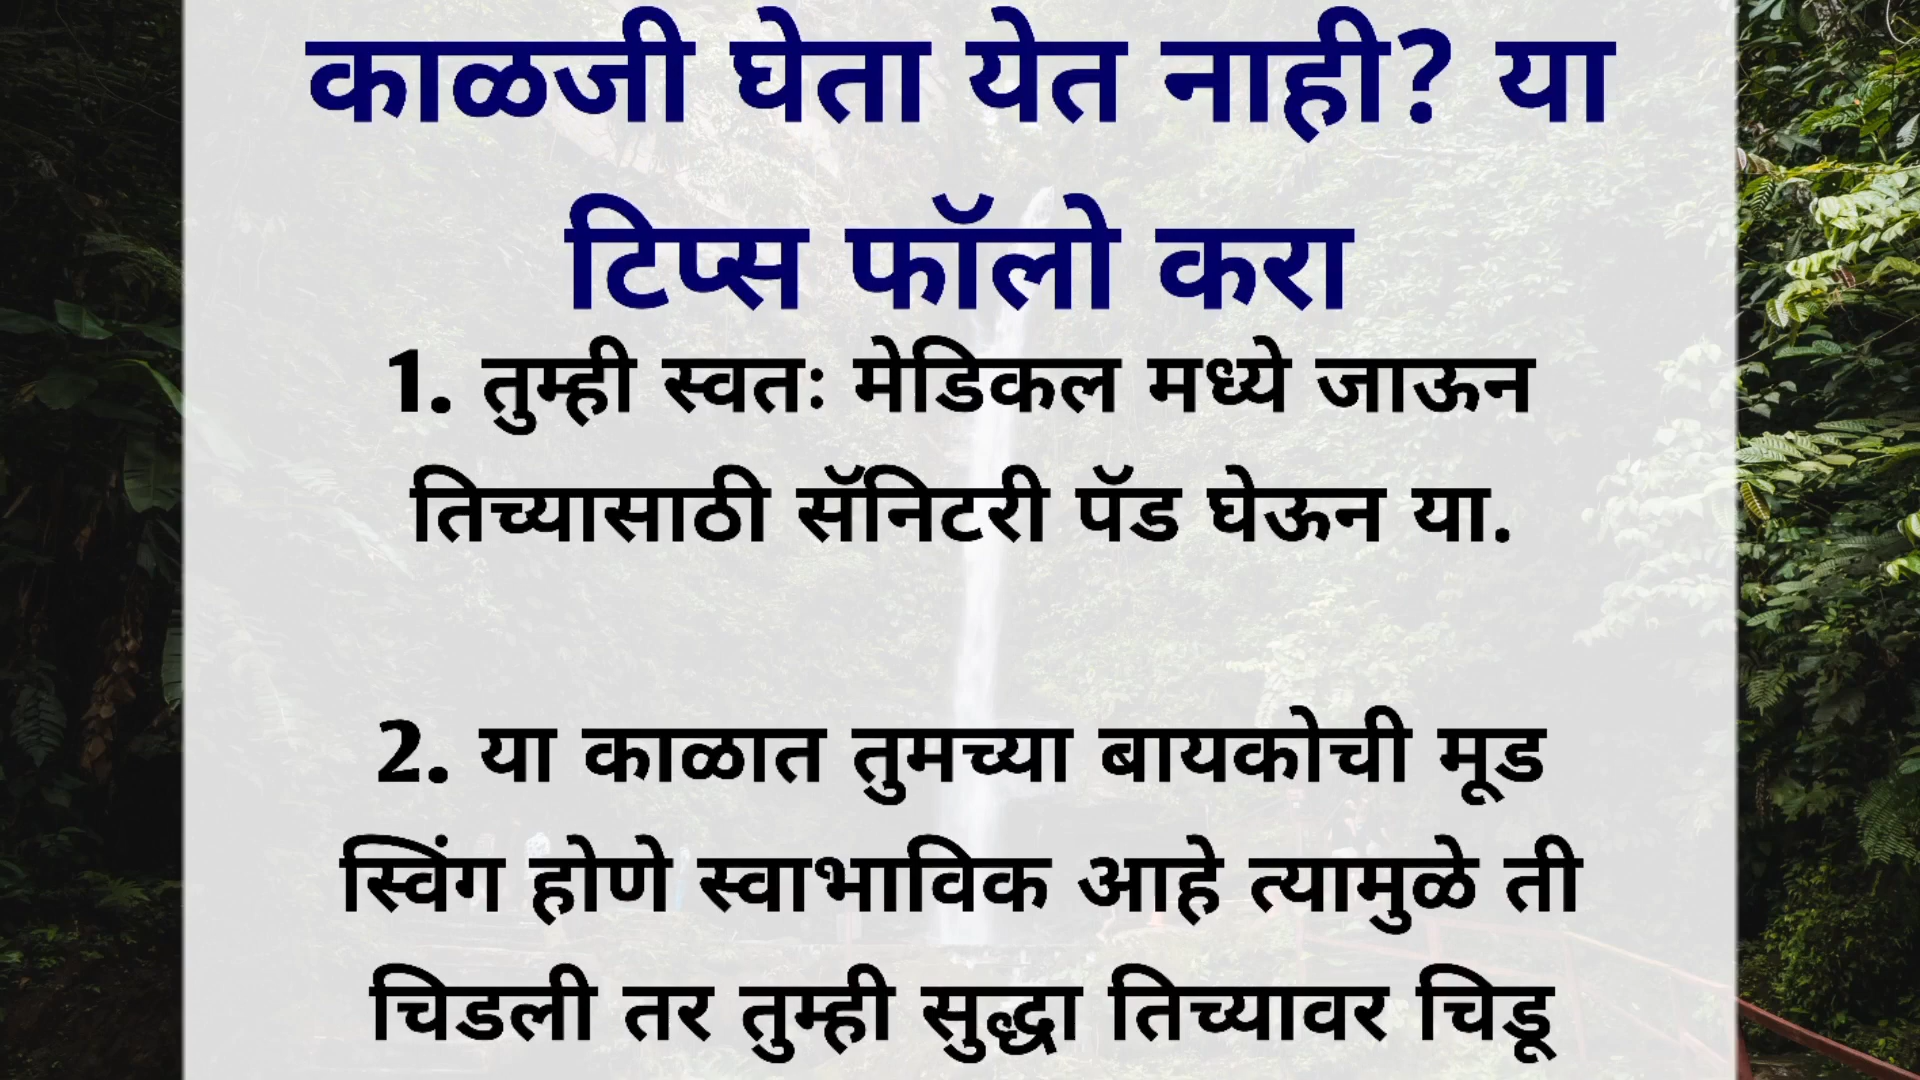 काळजी घेता येत नाही? या
टिप्स फॉलो करा
1. तुम्ही स्वतः मेडिकल मध्ये जाऊन
तिच्यासाठी सॅनिटरी पॅड घेऊन या.
2. या काळात तुमच्या बायकोची मूड
स्विंग होणे स्वाभाविक आहे त्यामुळे ती
चिडली तर तुम्ही सुद्धा तिच्यावर चिडू